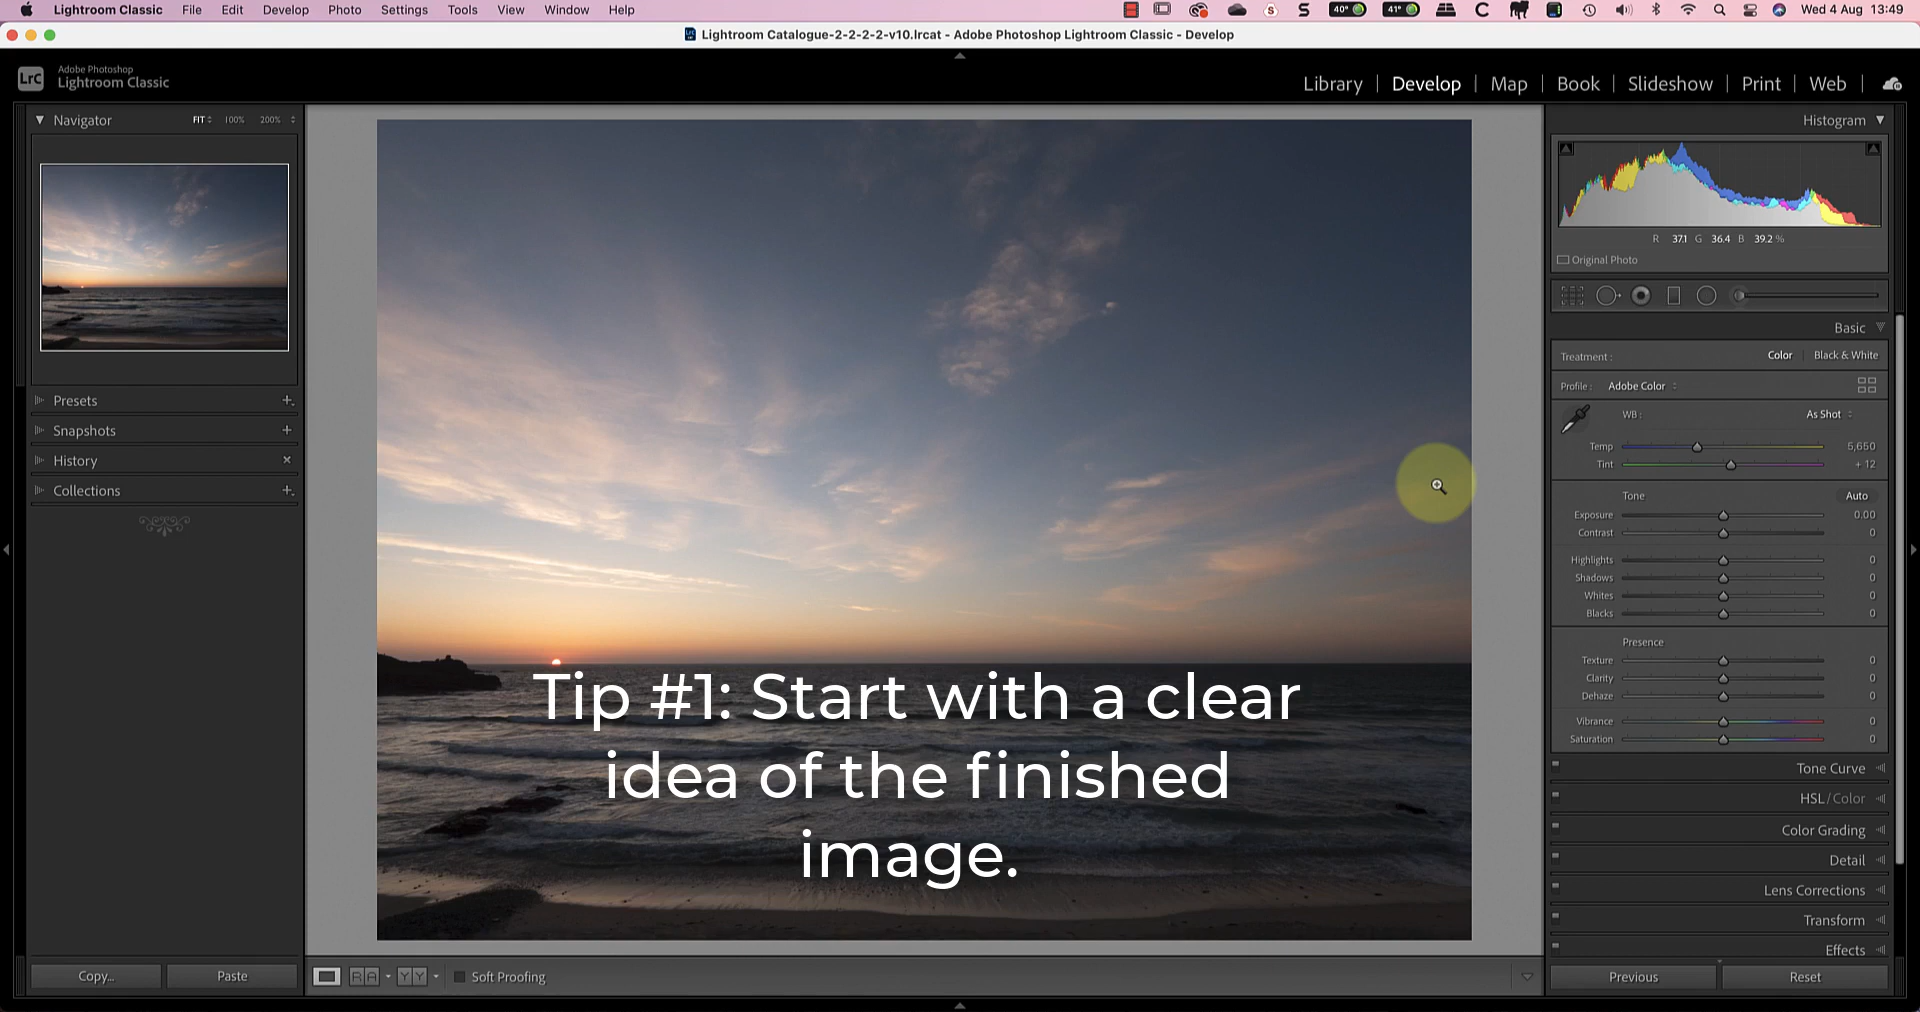 Lightroom Classic File Edit Develop Photo Settings Tools View Window Help 40° 41° Wed 4 Aug 13:49
Lightroom Catalogue-2-2-2-2-v10.lrcat - Adobe Photoshop Lightroom Classic - Develop
LrC
Adobe Photoshop
Lightroom Classic
Library | Develop | Map | Book | Slideshow | Print | Web |
Navigator FIT 100% 200%
Presets
Snapshots
History
Collections
Copy... Paste
Tip #1: Start with a clear
idea of the finished
image.
Soft Proofing
Histogram
R 37.1 G 36.4 B 39.2 %
Original Photo
Basic
Treatment : Color Black & White
Profile : Adobe Color
WB : As Shot
Temp 5,650
Tint + 12
Tone Auto
Exposure 0.00
Contrast 0
Highlights 0
Shadows 0
Whites 0
Blacks 0
Presence
Texture 0
Clarity 0
Dehaze 0
Vibrance 0
Saturation 0
Tone Curve
HSL / Color
Color Grading
Detail
Lens Corrections
Transform
Effects
Previous Reset